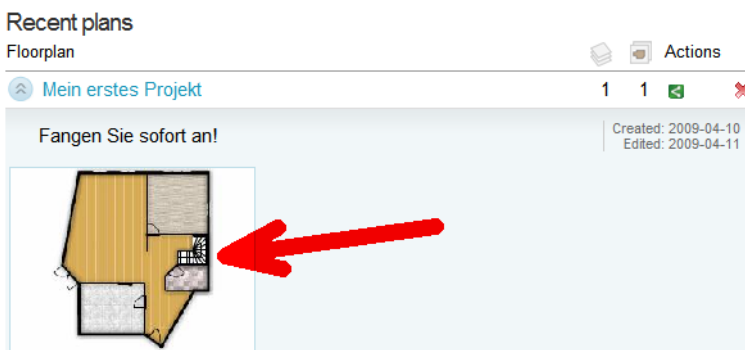 Recent plans
Floorplan Actions
Mein erstes Projekt 1 1
Fangen Sie sofort an!
Created: 2009-04-10
Edited: 2009-04-11